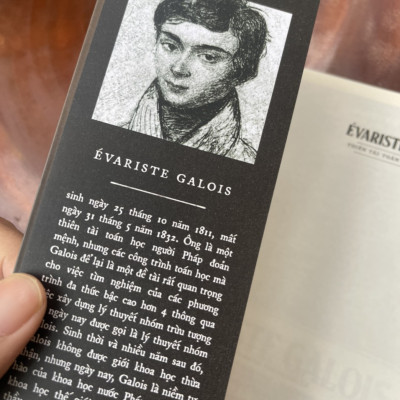 ÉVARISTE GALOIS
sinh ngày 25 tháng 10 năm 1811, mất
ngày 31 tháng 5 năm 1832. Ông là một
thiên tài toán học người Pháp đoản
mệnh, nhưng các công trình toán học mà
Galois để lại là một đề tài rất quan trọng
cho việc tìm nghiệm của các phương
trình đa thức bậc cao hơn 4 thông qua
việc xây dựng lý thuyết nhóm trừu tượng
ngày nay được gọi là lý thuyết nhóm
Galois. Sinh thời và nhiều năm sau đó,
Galois không được giới khoa học thừa
nhận, nhưng ngày nay, Galois là niềm tự
hào của khoa học nước Pháp
khoa học thế giới
ÉVARISTE